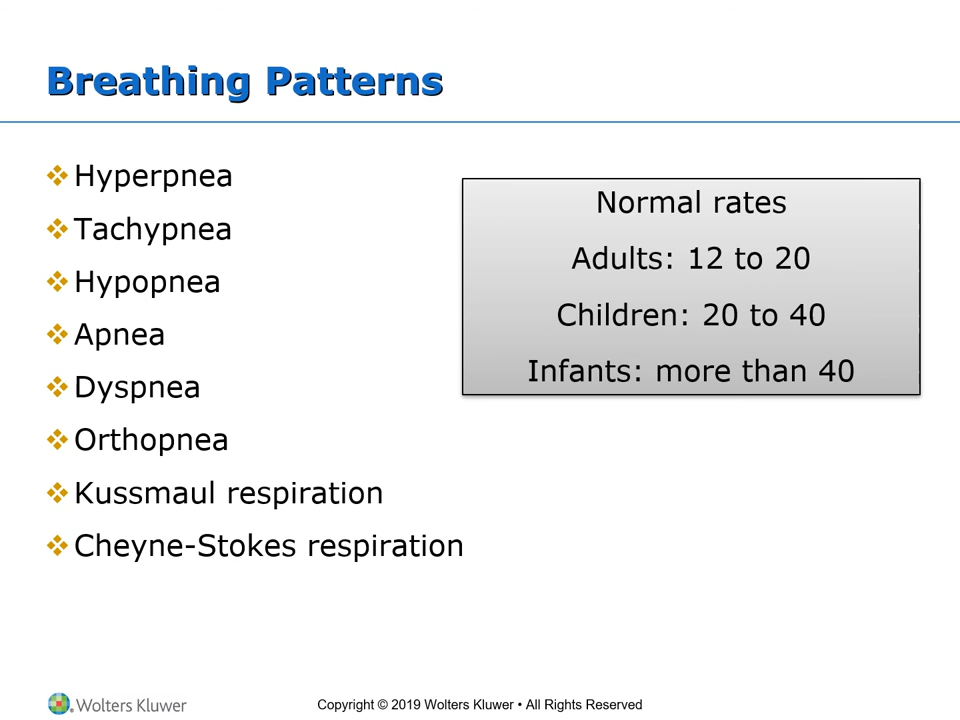 Breathing Patterns
Hyperpnea
Tachypnea
Hypopnea
Apnea
Dyspnea
Orthopnea
Kussmaul respiration
Cheyne-Stokes respiration
Normal rates
Adults: 12 to 20
Children: 20 to 40
Infants: more than 40
Wolters Kluwer
Copyright © 2019 Wolters Kluwer • All Rights Reserved